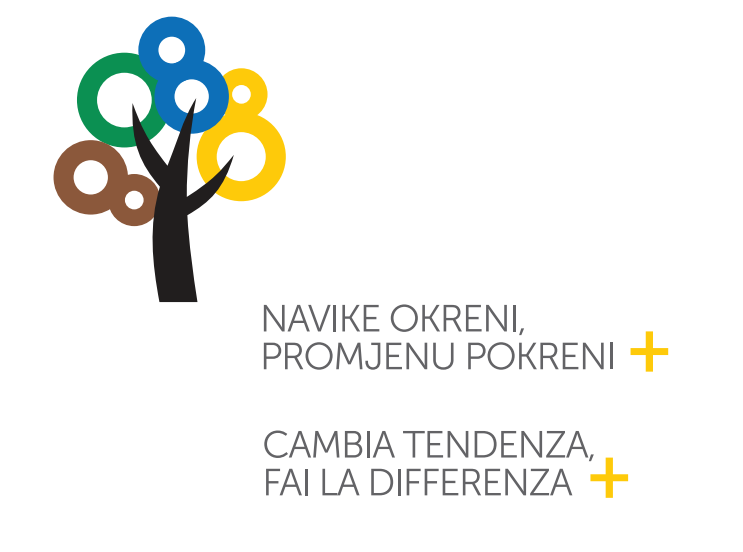 NAVIKE OKRENI,
PROMJENU POKRENI +
CAMBIA TENDENZA,
FAI LA DIFFERENZA +